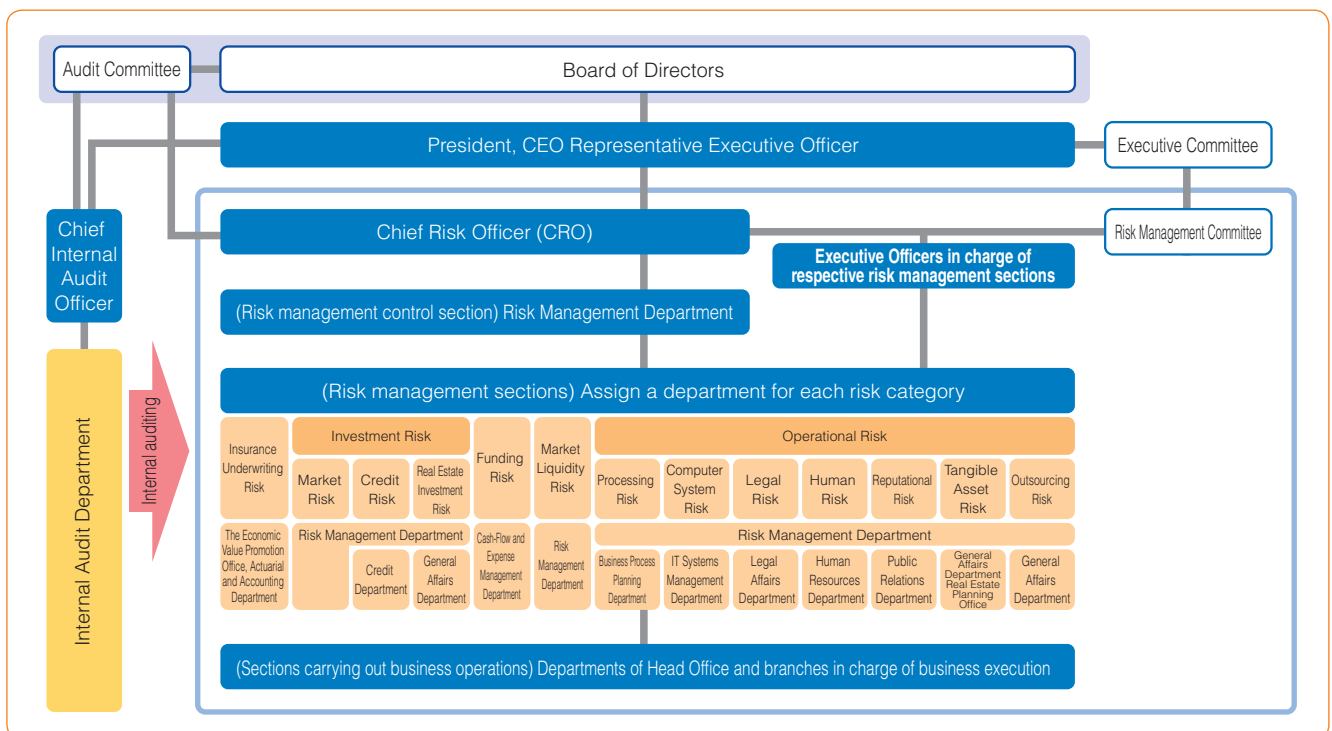 Audit Committee
Board of Directors
President, CEO Representative Executive Officer
Executive Committee
Chief
Internal
Audit
Officer
Chief Risk Officer (CRO)
Risk Management Committee
Executive Officers in charge of
respective risk management sections
(Risk management control section) Risk Management Department
Internal Audit Department
Internal auditing
(Risk management sections) Assign a department for each risk category
Insurance
Underwriting
Risk
Investment Risk
Market
Risk
Credit
Risk
Real Estate
Investment
Risk
Funding
Risk
Market
Liquidity
Risk
Operational Risk
Processing
Risk
Computer
System
Risk
Legal
Risk
Human
Risk
Reputational
Risk
Tangible
Asset
Risk
Outsourcing
Risk
The Economic
Value Promotion
Office, Actuarial
and Accounting
Department
Risk Management Department
Credit
Department
General
Affairs
Department
Cash-Flow and
Expense
Management
Department
Risk
Management
Department
Risk Management Department
Business Process
Planning
Department
IT Systems
Management
Department
Legal
Affairs
Department
Human
Resources
Department
Public
Relations
Department
General
Affairs
Department
Real Estate
Planning
Office
General
Affairs
Department
(Sections carrying out business operations) Departments of Head Office and branches in charge of business execution